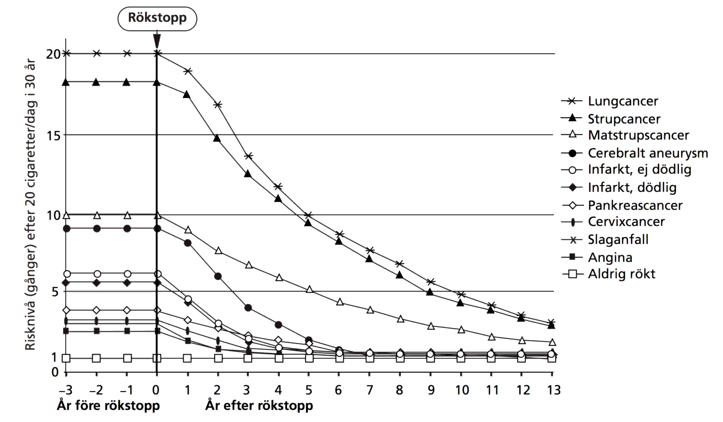 Rökstopp
Risknivå (gånger) efter 20 cigaretter/dag i 30 år
20
15
10
5
1
0
–3 –2 –1 0 1 2 3 4 5 6 7 8 9 10 11 12 13
År före rökstopp År efter rökstopp
Lungcancer
Strupcancer
Matstrupscancer
Cerebralt aneurysm
Infarkt, ej dödlig
Infarkt, dödlig
Pankreascancer
Cervixcancer
Slaganfall
Angina
Aldrig rökt